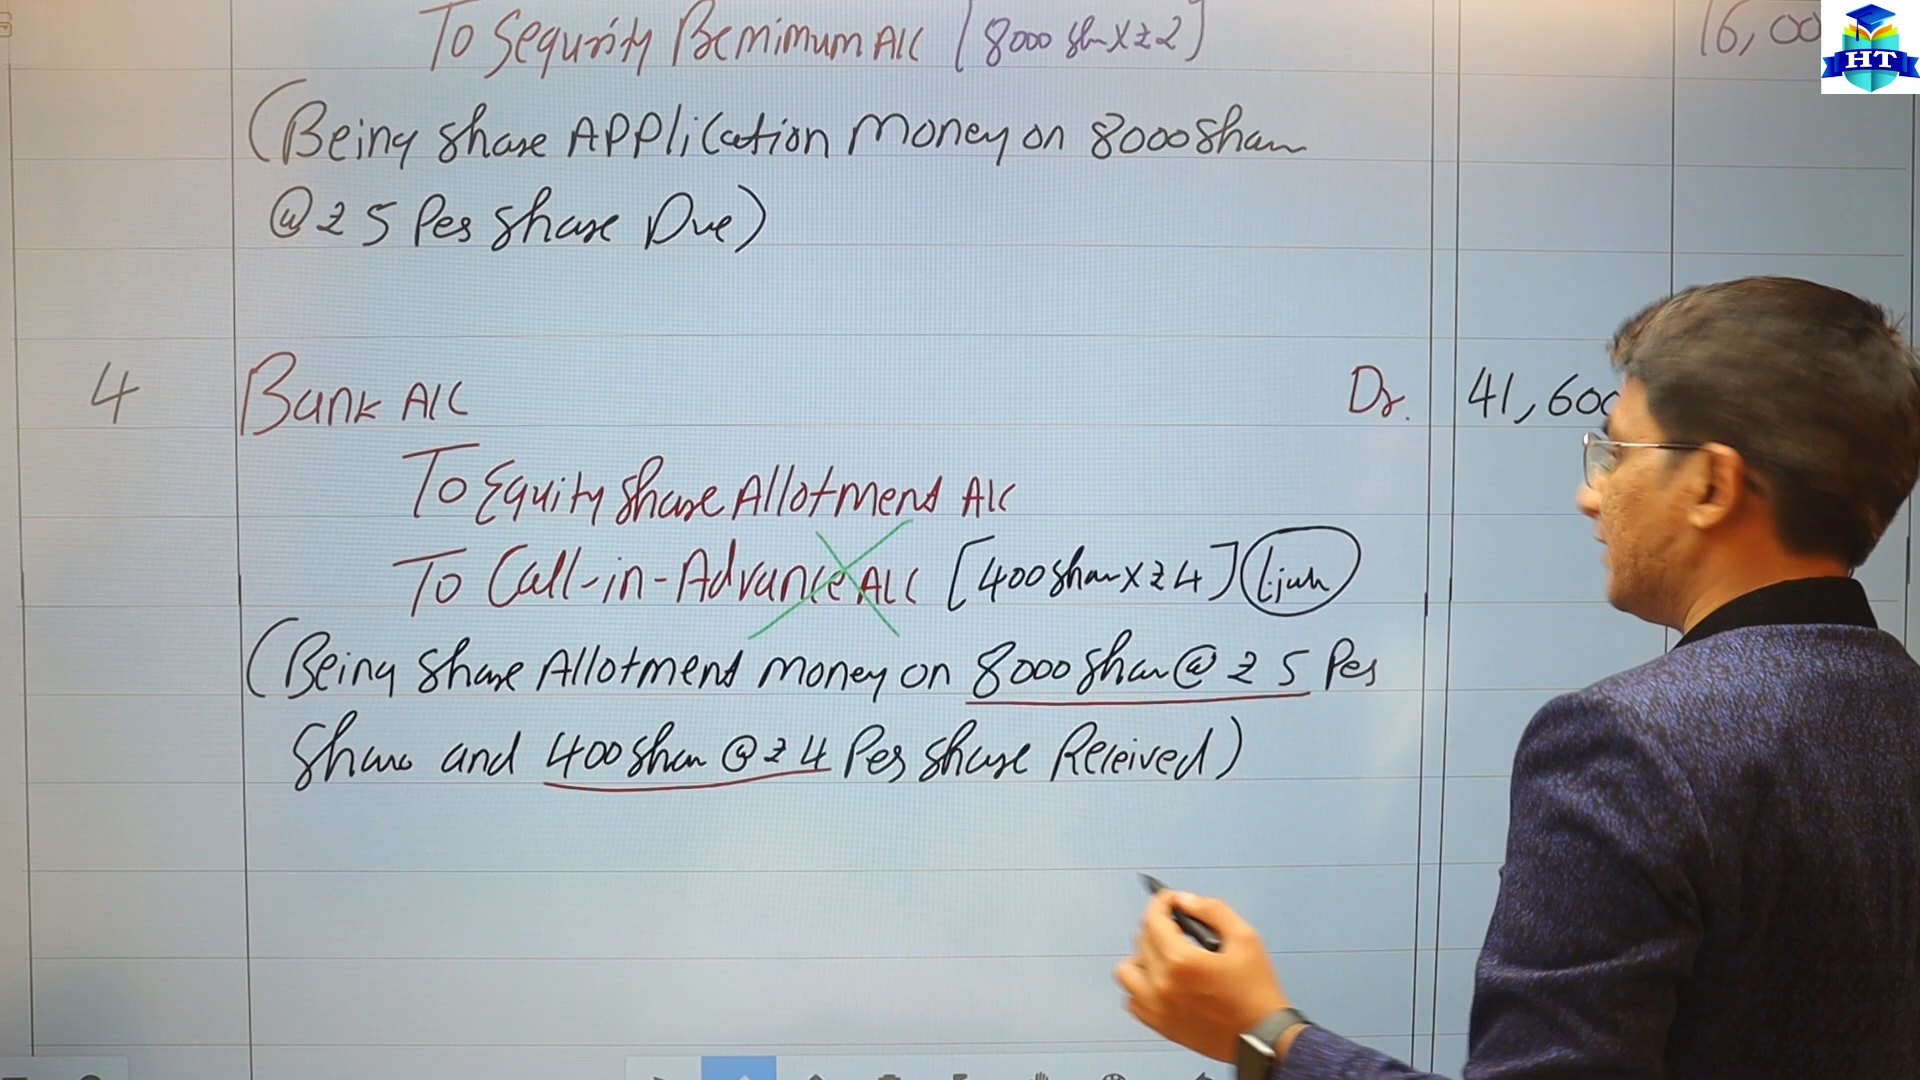 To Sequrity Bemimum A/C [8000 Shar X ₹ 2] 16,00
(Being Share Application Money on 8000 Share
@ ₹ 5 Per Share Due)
4 Bank A/C Dr. 41,600
To Equity Share Allotment A/C
To Call-in-Advance A/C [400 Share X ₹ 4]
(Being Share Allotment Money on 8000 Share @ ₹ 5 Per
Share and 400 Share @ ₹ 4 Per Share Received)
HT